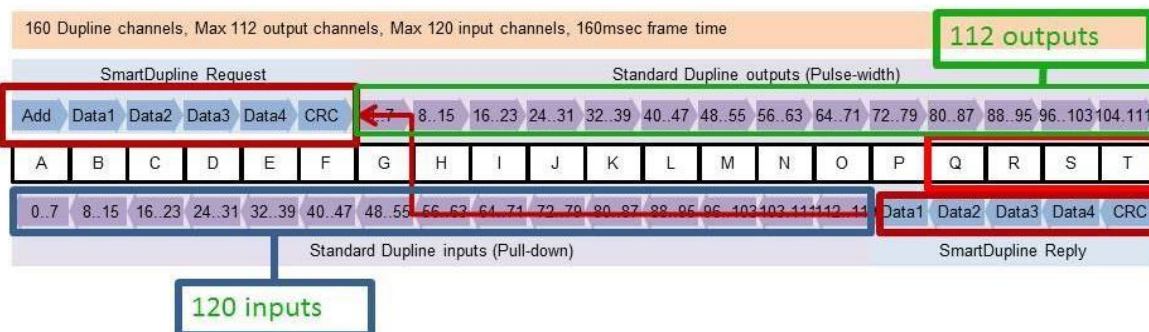 160 Dupline channels, Max 112 output channels, Max 120 input channels, 160msec frame time
112 outputs
SmartDupline Request
Standard Dupline outputs (Pulse-width)
Add Data1 Data2 Data3 Data4 CRC 8..15 16..23 24..31 32..39 40..47 48..55 56..63 64..71 72..79 80..87 88..95 96..103 104.111
A B C D E F G H I J K L M N O P Q R S T
0..7 8..15 16..23 24..31 32..39 40..47 48..55 56..63 64..71 72..79 80..87 88..95 96..103 103.111 Data1 Data2 Data3 Data4 CRC
Standard Dupline inputs (Pull-down)
SmartDupline Reply
120 inputs